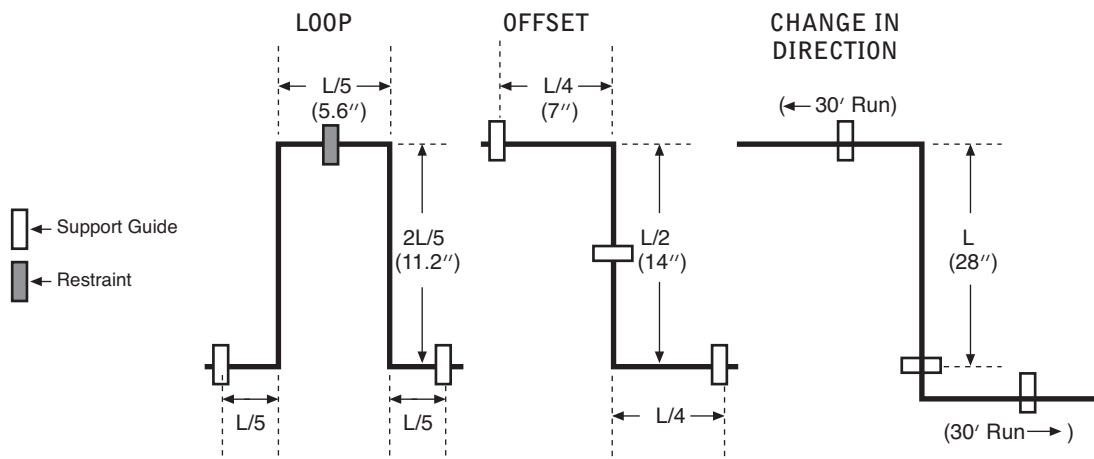 LOOP
L/5
(5.6″)
2L/5
(11.2″)
L/5
L/5
OFFSET
L/4
(7″)
L/2
(14″)
L/4
CHANGE IN
DIRECTION
(← 30′ Run)
L
(28″)
(30′ Run→ )
Support Guide
Restraint